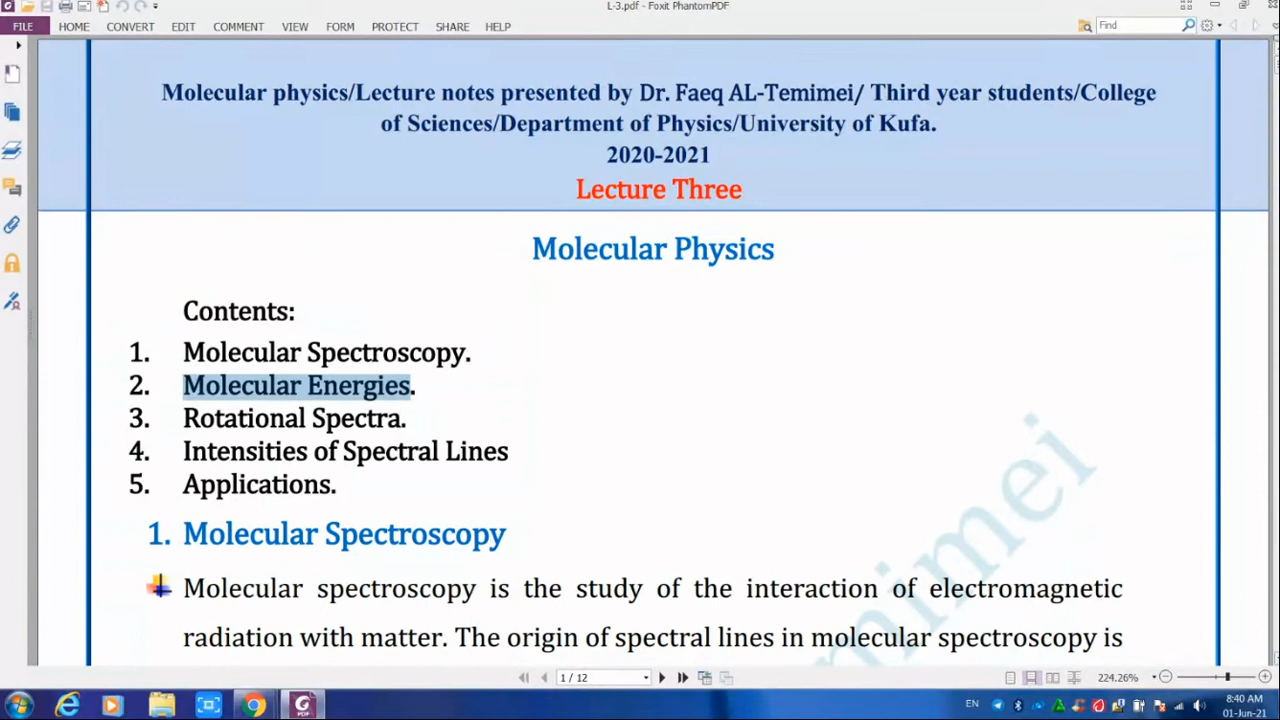 L-3.pdf - Foxit PhantomPDF
FILE HOME CONVERT EDIT COMMENT VIEW FORM PROTECT SHARE HELP
Find
Molecular physics/Lecture notes presented by Dr. Faeq AL-Temimei/ Third year students/College
of Sciences/Department of Physics/University of Kufa.
2020-2021
Lecture Three
Molecular Physics
Contents:
1. Molecular Spectroscopy.
2. Molecular Energies.
3. Rotational Spectra.
4. Intensities of Spectral Lines
5. Applications.
1. Molecular Spectroscopy
Molecular spectroscopy is the study of the interaction of electromagnetic
radiation with matter. The origin of spectral lines in molecular spectroscopy is
mimei
1 / 12
224.26%
EN
8:40 AM
01-Jun-21